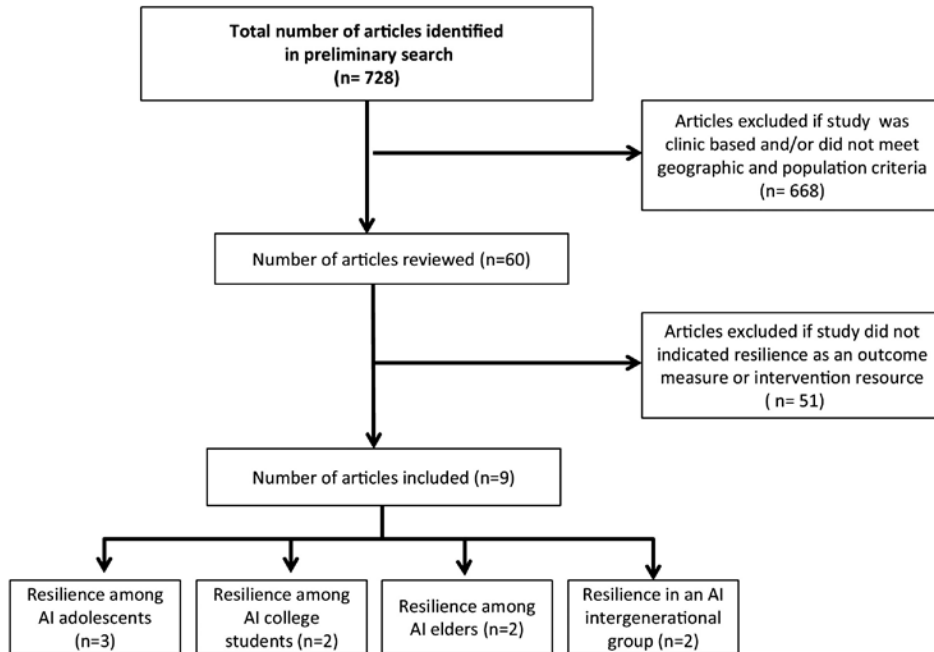 Total number of articles identified
in preliminary search
(n= 728)
Articles excluded if study was
clinic based and/or did not meet
geographic and population criteria
(n= 668)
Number of articles reviewed (n=60)
Articles excluded if study did not
indicated resilience as an outcome
measure or intervention resource
( n= 51)
Number of articles included (n=9)
Resilience among
AI adolescents
(n=3)
Resilience among
AI college
students (n=2)
Resilience among
AI elders (n=2)
Resilience in an AI
intergenerational
group (n=2)